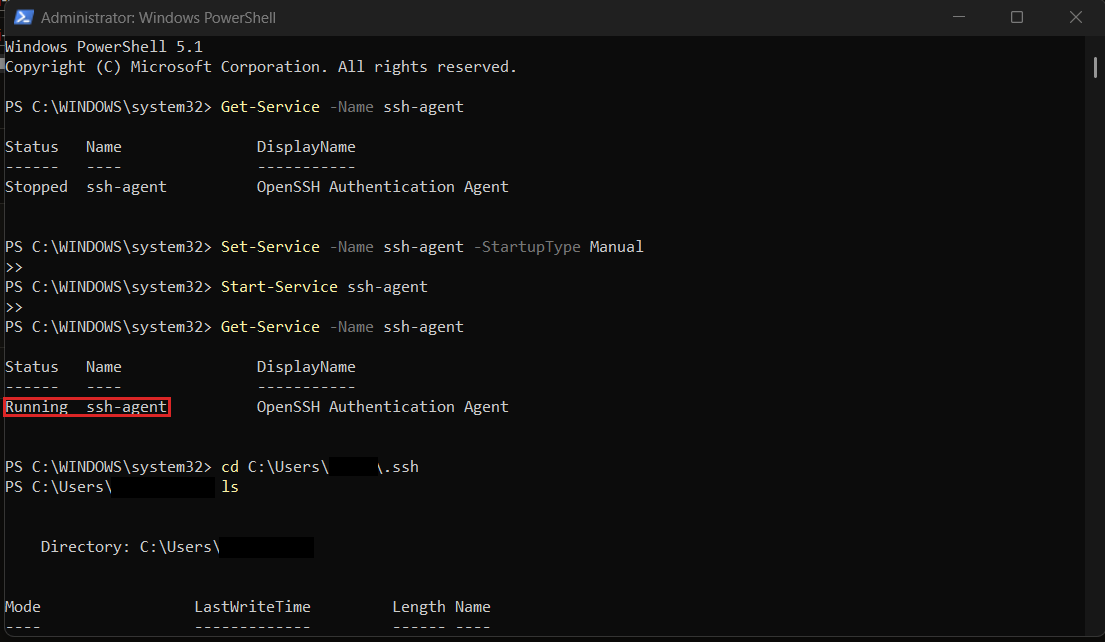 Administrator: Windows PowerShell
Windows PowerShell 5.1
Copyright (C) Microsoft Corporation. All rights reserved.
PS C:\WINDOWS\system32> Get-Service -Name ssh-agent
Status   Name               DisplayName
------   ----               -----------
Stopped  ssh-agent          OpenSSH Authentication Agent
PS C:\WINDOWS\system32> Set-Service -Name ssh-agent -StartupType Manual
>>
PS C:\WINDOWS\system32> Start-Service ssh-agent
>>
PS C:\WINDOWS\system32> Get-Service -Name ssh-agent
Status   Name               DisplayName
------   ----               -----------
Running  ssh-agent          OpenSSH Authentication Agent
PS C:\WINDOWS\system32> cd C:\Users\      \.ssh
PS C:\Users\            ls
    Directory: C:\Users\
Mode                 LastWriteTime         Length Name
----                 -------------         ------ ----